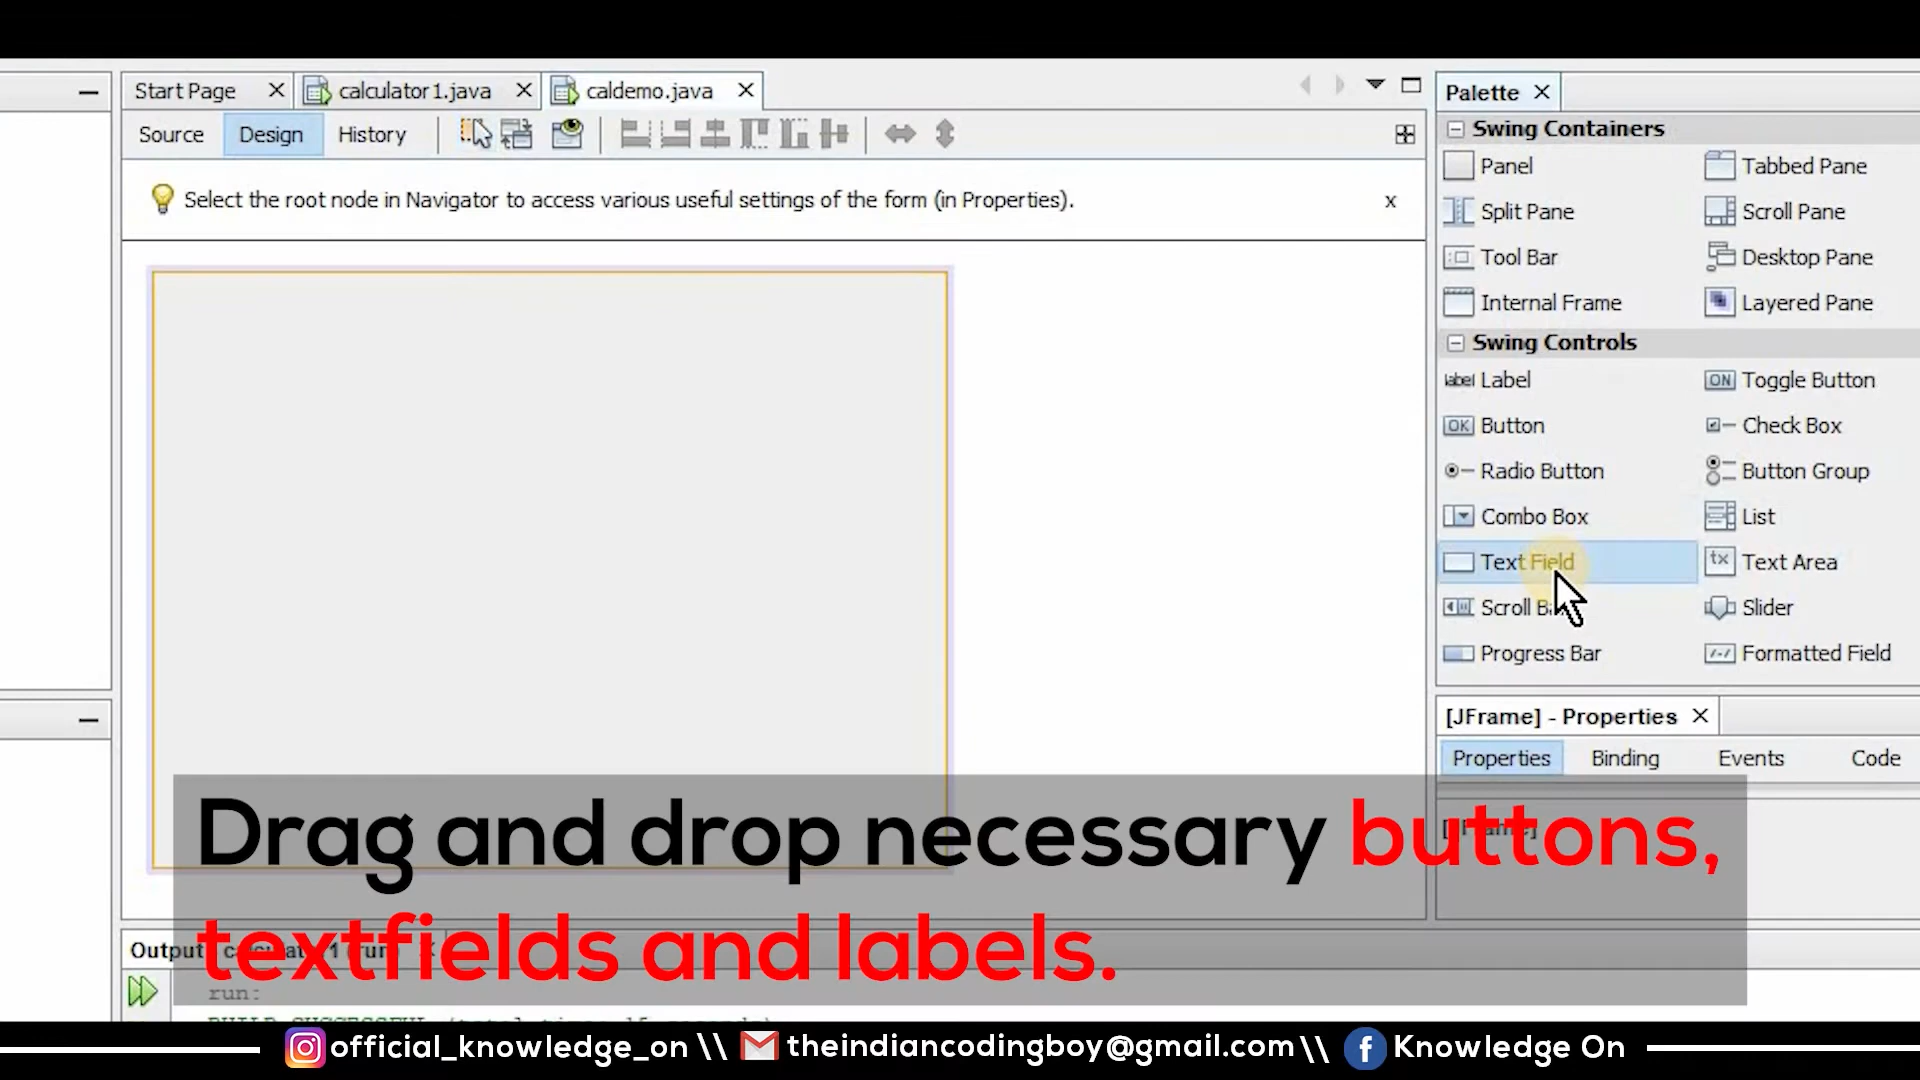 Start Page
calculator1.java
caldemo.java
Palette
Source
Design
History
Swing Containers
Panel
Tabbed Pane
Select the root node in Navigator to access various useful settings of the form (in Properties).
x
Split Pane
Scroll Pane
Tool Bar
Desktop Pane
Internal Frame
Layered Pane
Swing Controls
label Label
ON Toggle Button
OK Button
Check Box
Radio Button
Button Group
Combo Box
List
Text Field
tx Text Area
Scroll
Slider
Progress Bar
Formatted Field
[JFrame] - Properties
Properties
Binding
Events
Code
Drag and drop necessary buttons,
textfields and labels.
Output
run:
official_knowledge_on \\ theindiancodingboy@gmail.com \\ Knowledge On